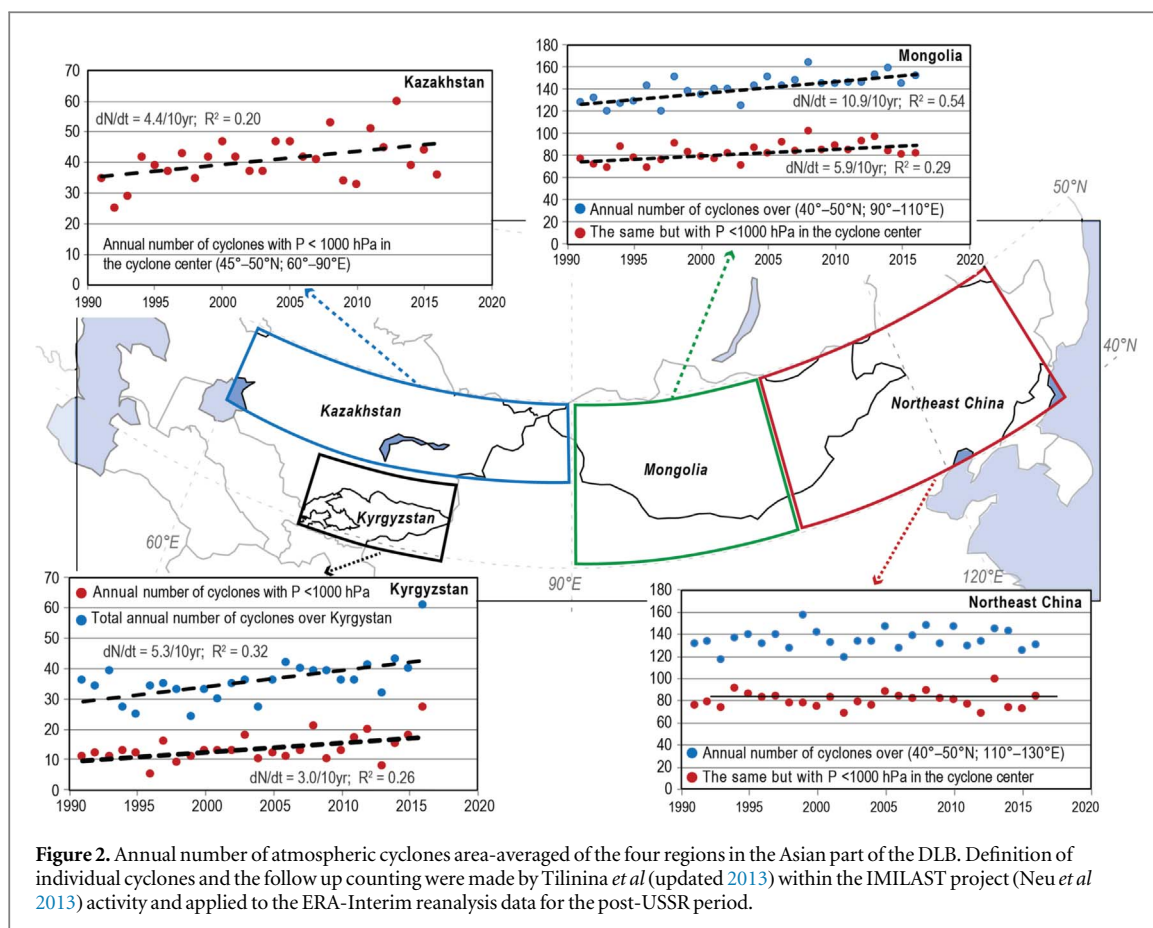 Kazakhstan
70
60
50
40
30
20
10
0
dN/dt = 4.4/10yr; R² = 0.20
Annual number of cyclones with P < 1000 hPa in
the cyclone center (45°–50°N; 60°–90°E)
1990 1995 2000 2005 2010 2015 2020
Mongolia
180
160
140
120
100
80
60
40
20
0
dN/dt = 10.9/10yr; R² = 0.54
dN/dt = 5.9/10yr; R² = 0.29
Annual number of cyclones over (40°–50°N; 90°–110°E)
The same but with P <1000 hPa in the cyclone center
1990 1995 2000 2005 2010 2015 2020
50°N
40°N
Kazakhstan
Northeast China
Mongolia
Kyrgyzstan
60°E
90°E
120°E
Kyrgyzstan
70
60
50
40
30
20
10
0
Annual number of cyclones with P <1000 hPa
Total annual number of cyclones over Kyrgystan
dN/dt = 5.3/10yr; R² = 0.32
dN/dt = 3.0/10yr; R² = 0.26
1990 1995 2000 2005 2010 2015 2020
Northeast China
180
160
140
120
100
80
60
40
20
0
Annual number of cyclones over (40°–50°N; 110°–130°E)
The same but with P <1000 hPa in the cyclone center
1990 1995 2000 2005 2010 2015 2020
Figure 2. Annual number of atmospheric cyclones area-averaged of the four regions in the Asian part of the DLB. Definition of
individual cyclones and the follow up counting were made by Tilinina et al (updated 2013) within the IMILAST project (Neu et al
2013) activity and applied to the ERA-Interim reanalysis data for the post-USSR period.